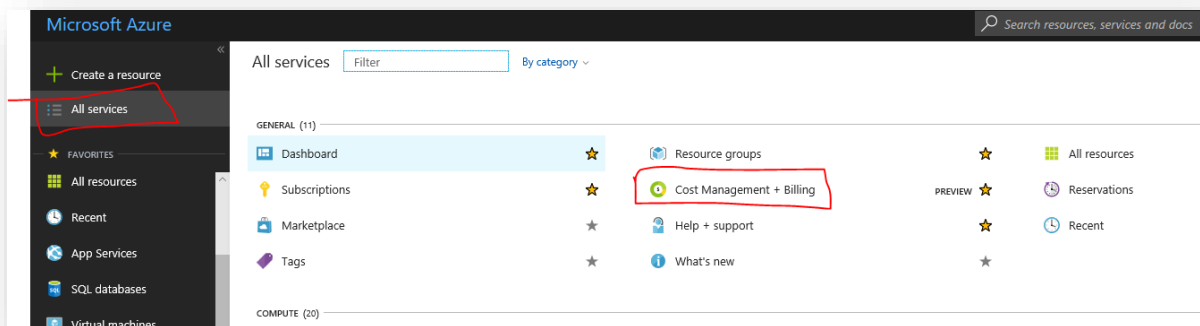 Microsoft Azure
Search resources, services and docs
«
Create a resource
All services
FAVORITES
All resources
Recent
App Services
SQL databases
Virtual machines
All services
Filter
By category
GENERAL (11)
Dashboard
Resource groups
All resources
Subscriptions
Cost Management + Billing
PREVIEW
Reservations
Marketplace
Help + support
Recent
Tags
What's new
COMPUTE (20)